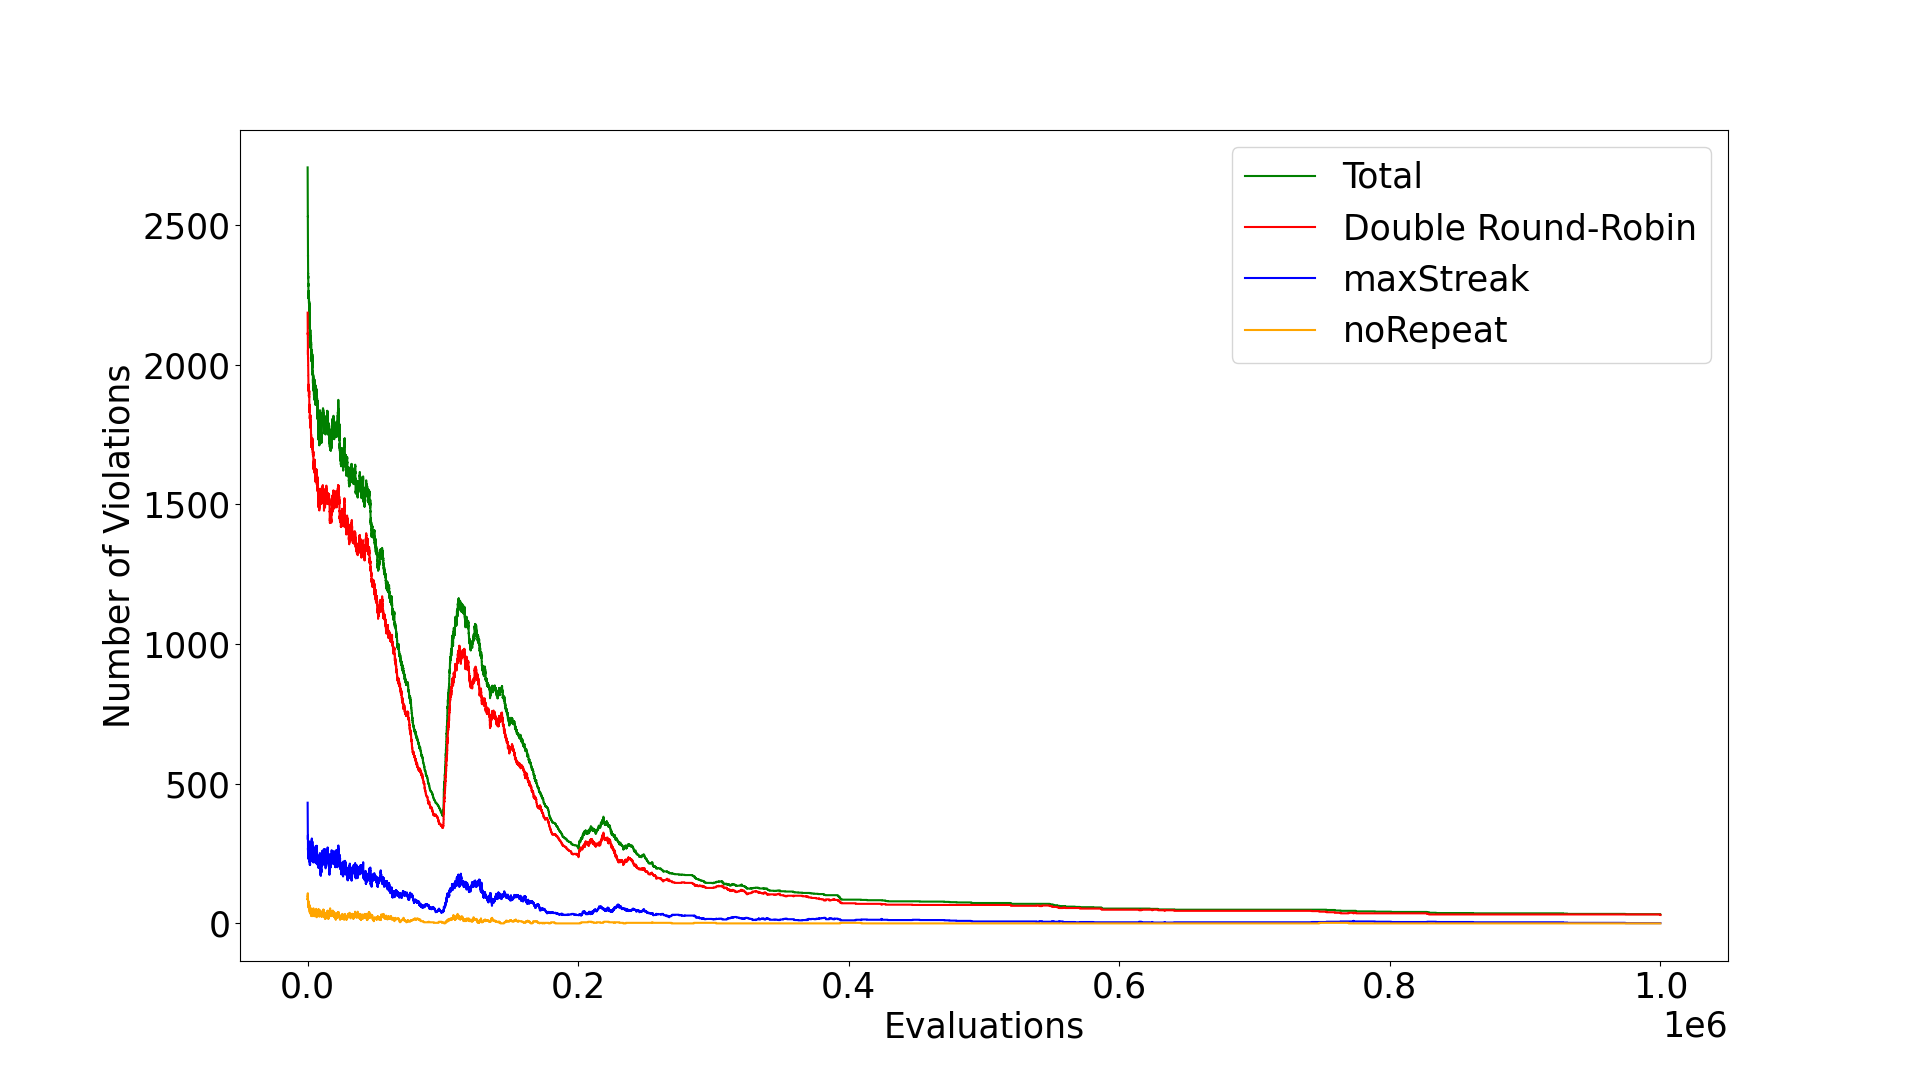 Total
Double Round-Robin
maxStreak
noRepeat
Number of Violations
2500
2000
1500
1000
500
0
0.0 0.2 0.4 0.6 0.8 1.0
Evaluations
1e6